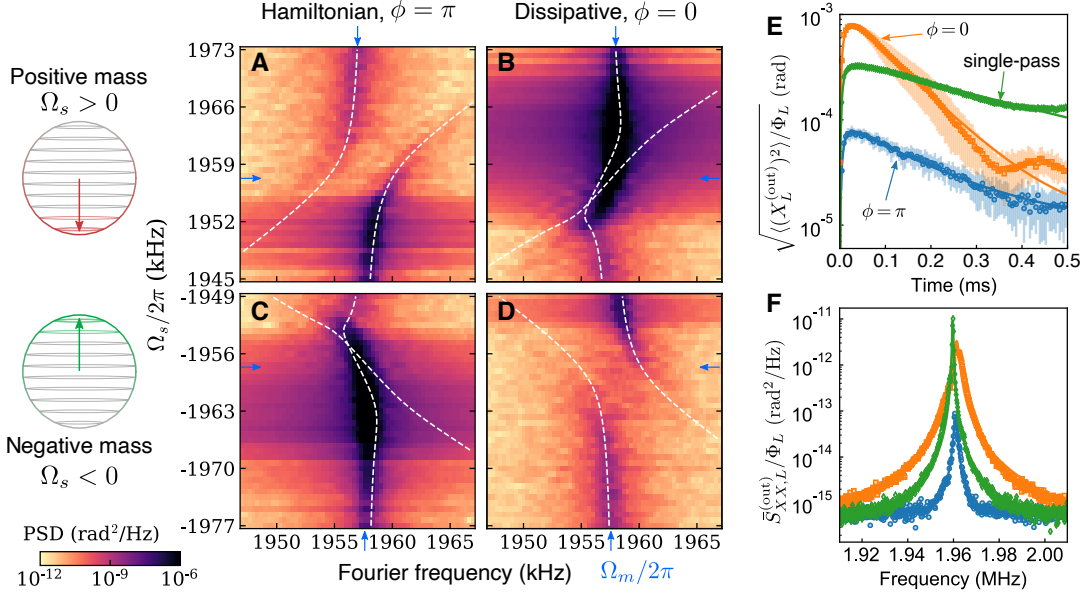 Hamiltonian, ϕ = π
Dissipative, ϕ = 0
Positive mass
Ω_s > 0
Negative mass
Ω_s < 0
PSD (rad²/Hz)
10⁻¹² 10⁻⁹ 10⁻⁶
Ω_s/2π (kHz)
1973
1966
1959
1952
1945
-1949
-1956
-1963
-1970
-1977
A
B
C
D
1950 1955 1960 1965
1950 1955 1960 1965
Fourier frequency (kHz)
Ω_m/2π
E
√⟨(X_L^(out))²⟩/Φ_L (rad)
10⁻³
10⁻⁴
10⁻⁵
ϕ = 0
single-pass
ϕ = π
0.0 0.1 0.2 0.3 0.4 0.5
Time (ms)
F
S̄_XX,L^(out)/Φ_L (rad²/Hz)
10⁻¹¹
10⁻¹²
10⁻¹³
10⁻¹⁴
10⁻¹⁵
1.92 1.94 1.96 1.98 2.00
Frequency (MHz)